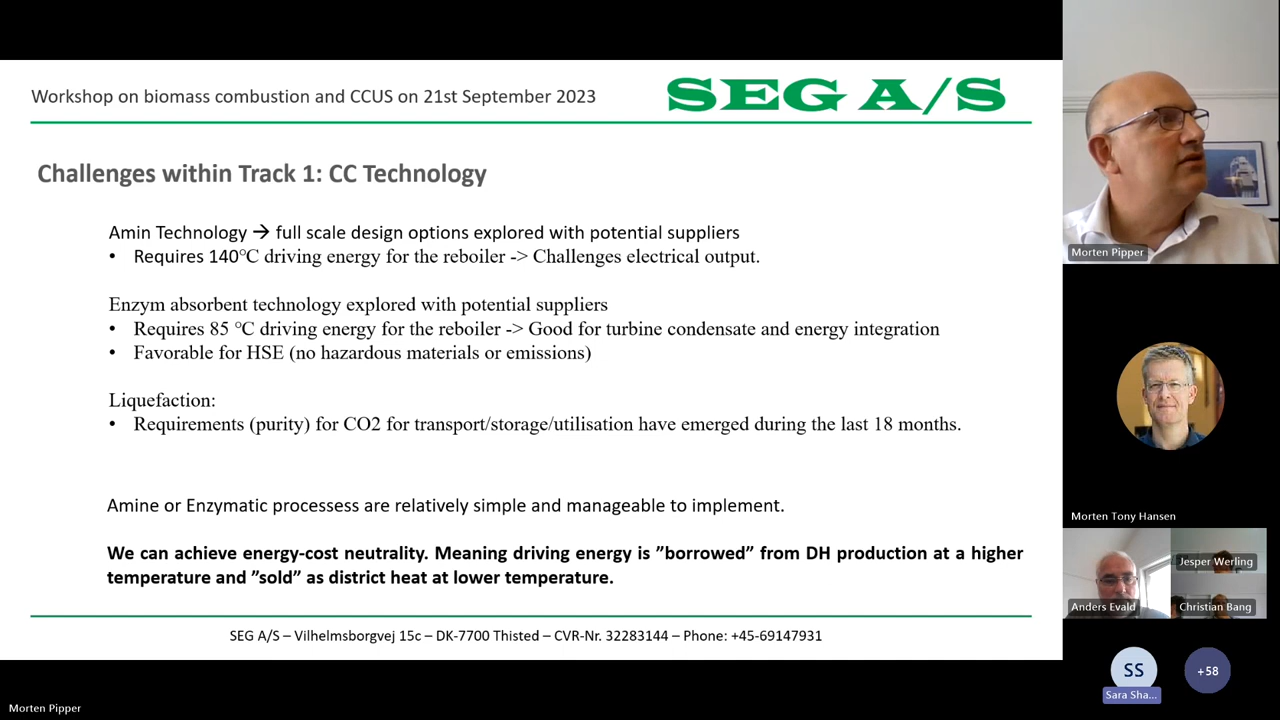 Workshop on biomass combustion and CCUS on 21st September 2023
SEG A/S
Challenges within Track 1: CC Technology
Amin Technology → full scale design options explored with potential suppliers
• Requires 140°C driving energy for the reboiler -> Challenges electrical output.
Enzym absorbent technology explored with potential suppliers
• Requires 85 °C driving energy for the reboiler -> Good for turbine condensate and energy integration
• Favorable for HSE (no hazardous materials or emissions)
Liquefaction:
• Requirements (purity) for CO2 for transport/storage/utilisation have emerged during the last 18 months.
Amine or Enzymatic processess are relatively simple and manageable to implement.
We can achieve energy-cost neutrality. Meaning driving energy is ”borrowed” from DH production at a higher
temperature and ”sold” as district heat at lower temperature.
SEG A/S – Vilhelmsborgvej 15c – DK-7700 Thisted – CVR-Nr. 32283144 – Phone: +45-69147931
Morten Pipper
Morten Tony Hansen
Jesper Werling
Anders Evald
Christian Bang
SS
+58
Sara Sha...
Morten Pipper